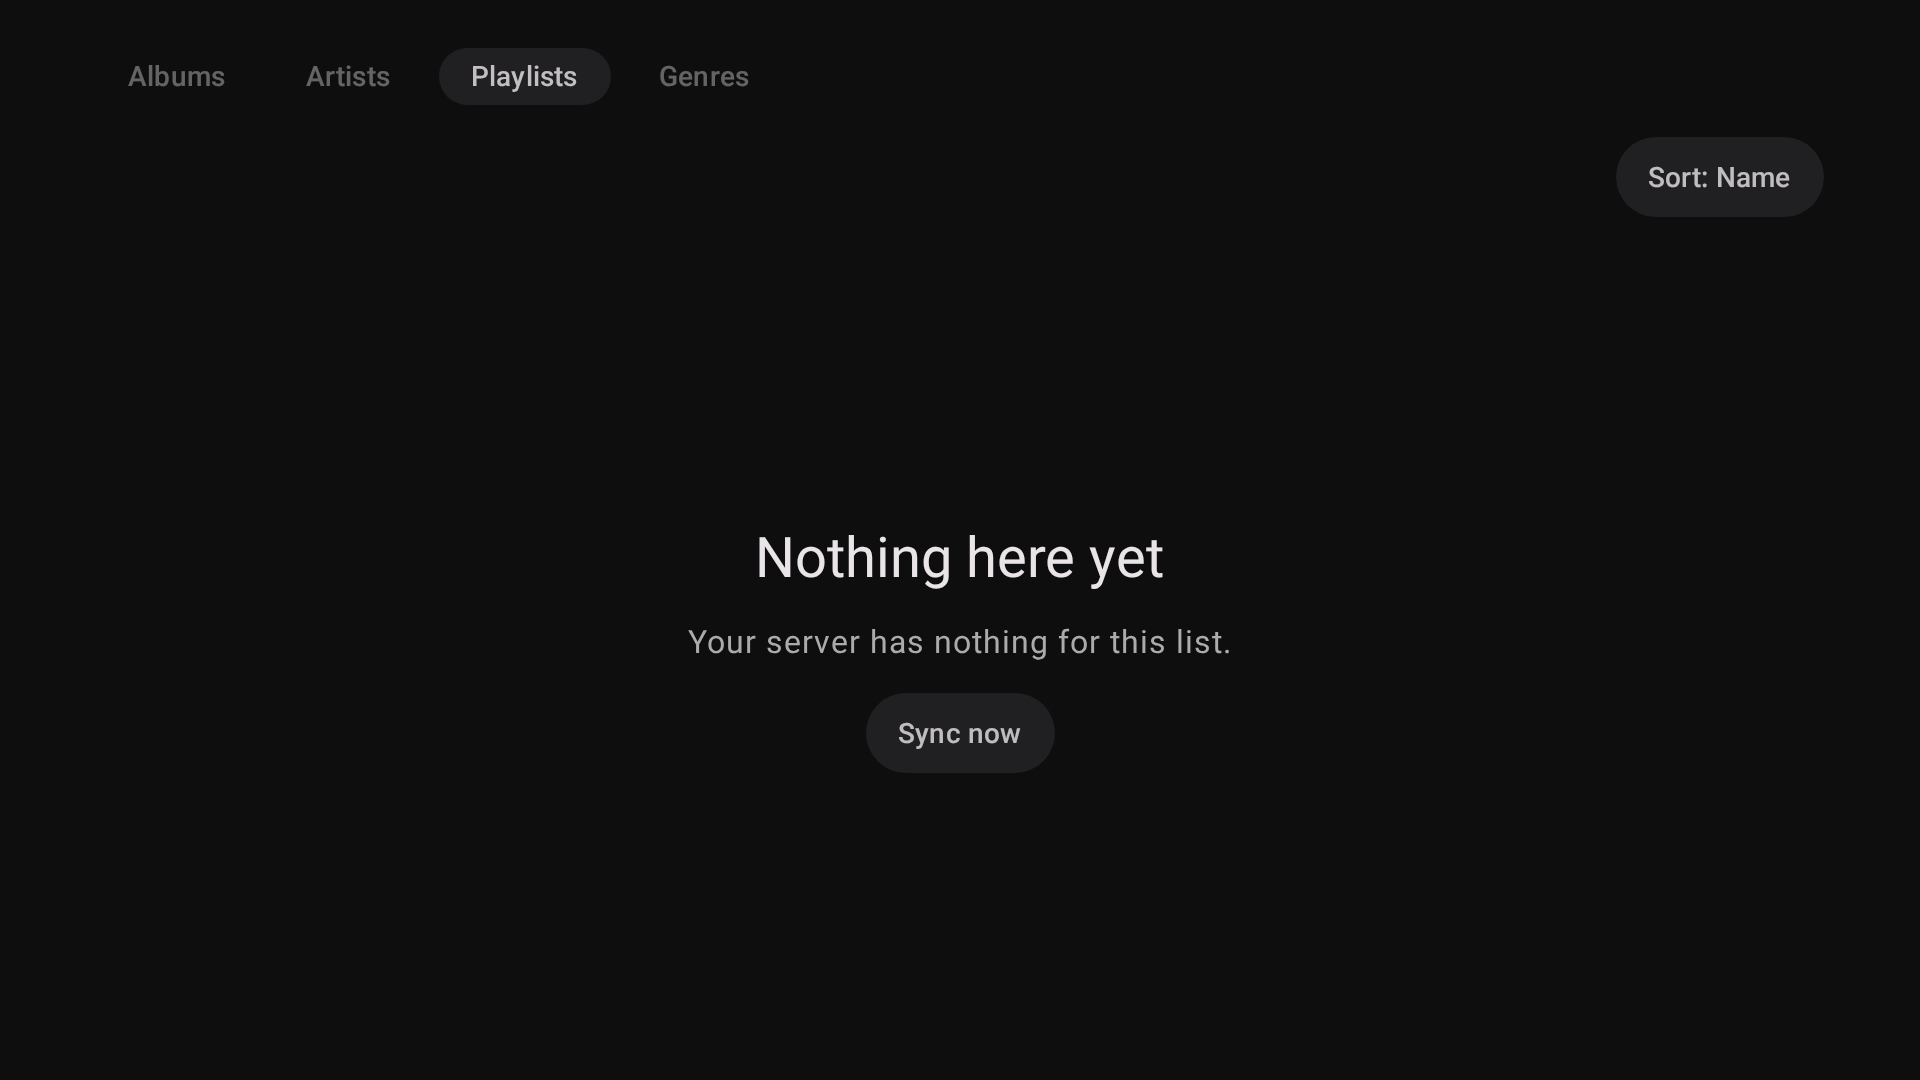 Albums Artists Playlists Genres
Sort: Name
Nothing here yet
Your server has nothing for this list.
Sync now